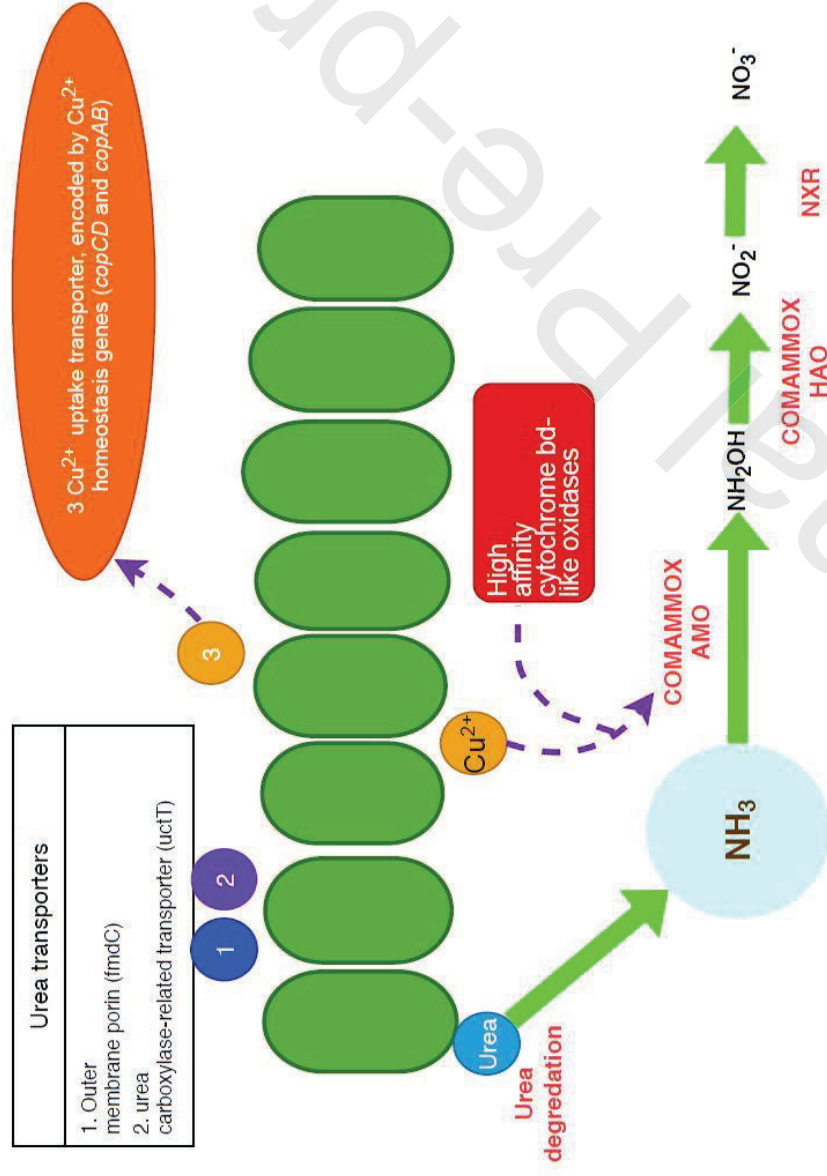 Urea transporters
1. Outer
membrane porin (fmdC)
2. urea
carboxylase-related transporter (uctT)
3 Cu²⁺ uptake transporter, encoded by Cu²⁺
homeostasis genes (copCD and copAB)
1
2
3
Urea
Cu²⁺
High
affinity
cytochrome bd-
like oxidases
Urea
degredation
COMAMMOX
AMO
COMAMMOX
HAO
NXR
NH₃
NH₂OH
NO₂⁻
NO₃⁻